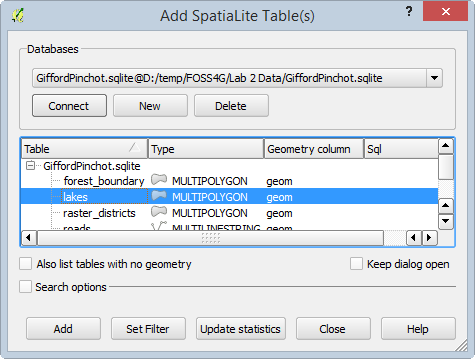 Add SpatiaLite Table(s)
Databases
GiffordPinchot.sqlite@D:/temp/FOSS4G/Lab 2 Data/GiffordPinchot.sqlite
Connect New Delete
Table Type Geometry column Sql
GiffordPinchot.sqlite
forest_boundary MULTIPOLYGON geom
lakes MULTIPOLYGON geom
raster_districts MULTIPOLYGON geom
roads MULTILINESTRING geom
Also list tables with no geometry Keep dialog open
Search options
Add Set Filter Update statistics Close Help